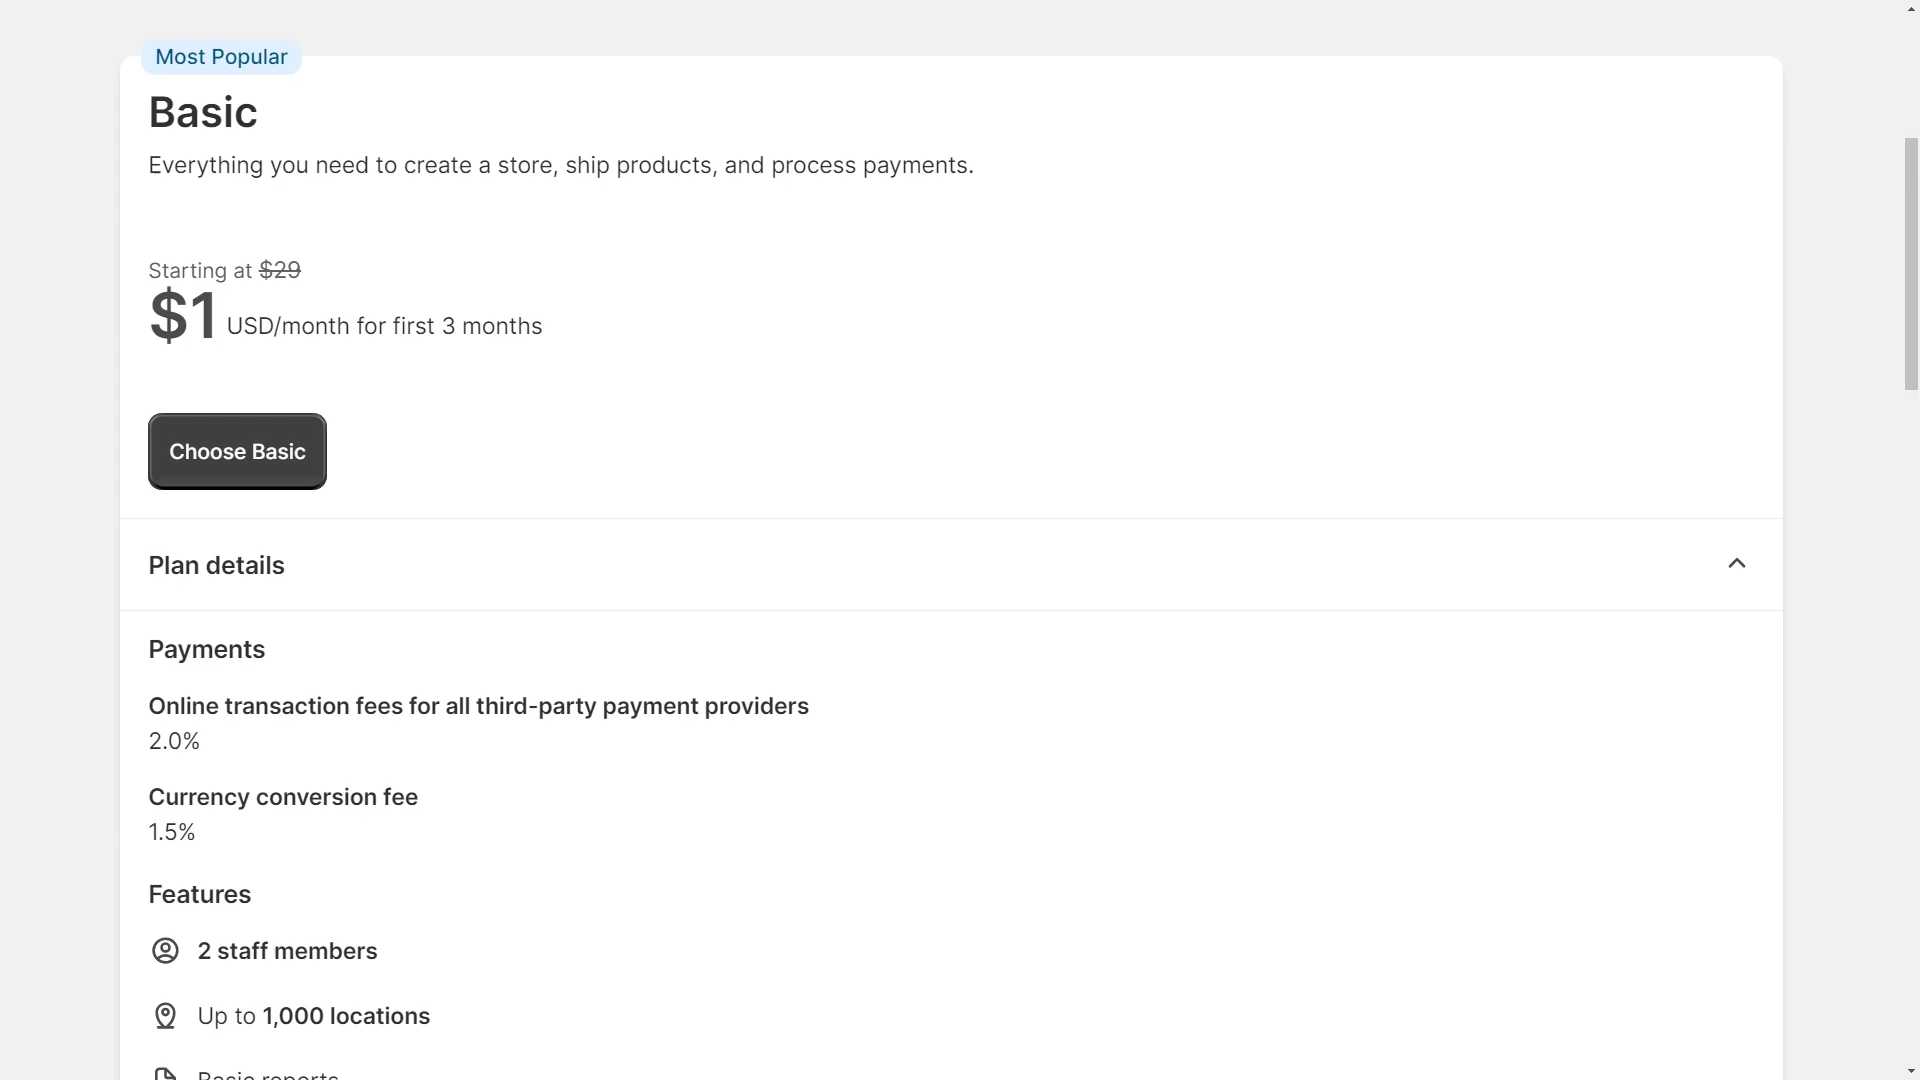 Most Popular
Basic
Everything you need to create a store, ship products, and process payments.
Starting at $29
$1 USD/month for first 3 months
Choose Basic
Plan details
Payments
Online transaction fees for all third-party payment providers
2.0%
Currency conversion fee
1.5%
Features
2 staff members
Up to 1,000 locations
Basic reports